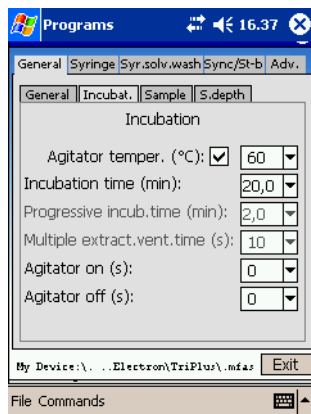 Programs 16.37
General Syringe Syr.solv.wash Sync/St-b Adv.
General Incubat. Sample S.depth
Incubation
Agitator temper. (°C): 60
Incubation time (min): 20,0
Progressive incub.time (min): 2,0
Multiple extract.vent.time (s): 10
Agitator on (s): 0
Agitator off (s): 0
My Device:\. ..Electron\TriPlus\.mfas Exit
File Commands